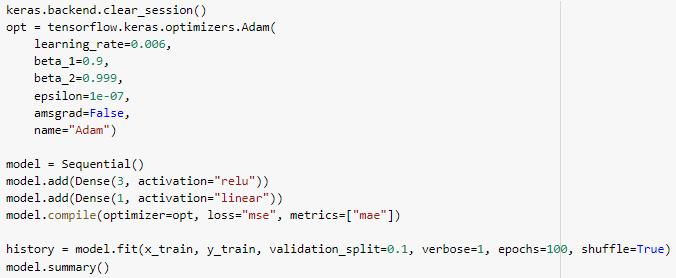 keras.backend.clear_session()
opt = tensorflow.keras.optimizers.Adam(
    learning_rate=0.006,
    beta_1=0.9,
    beta_2=0.999,
    epsilon=1e-07,
    amsgrad=False,
    name="Adam")
model = Sequential()
model.add(Dense(3, activation="relu"))
model.add(Dense(1, activation="linear"))
model.compile(optimizer=opt, loss="mse", metrics=["mae"])
history = model.fit(x_train, y_train, validation_split=0.1, verbose=1, epochs=100, shuffle=True)
model.summary()